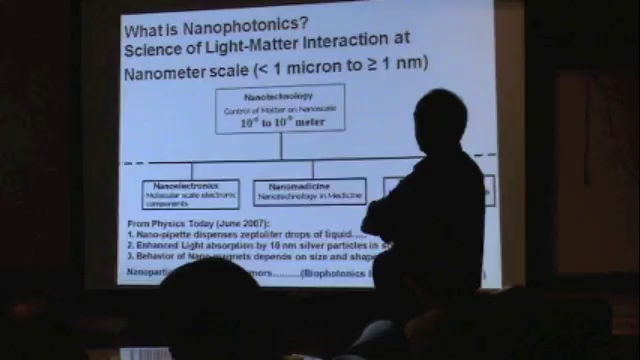 What is Nanophotonics?
Science of Light-Matter Interaction at
Nanometer scale (< 1 micron to ≥ 1 nm)
Nanotechnology
Control of Matter on Nanoscale
10⁻⁶ to 10⁻⁹ meter
Nanoelectronics
Molecular scale electronic
components
Nanomedicine
Nanotechnology in Medicine
From Physics Today (June 2007):
1. Nano-pipette dispenses zeptoliter drops of liquid.....
2. Enhanced Light absorption by 10 nm silver particles in
3. Behavior of Nano magnets depends on size and shape
(Biophotonics